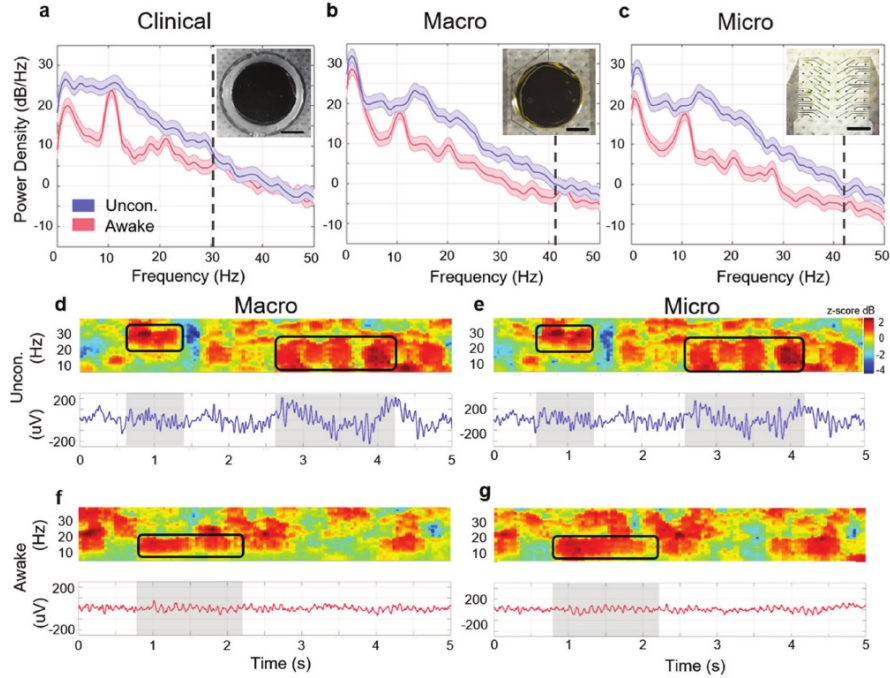 a Clinical
b Macro
c Micro
Power Density (dB/Hz)
30
20
10
0
-10
Uncon.
Awake
0 10 20 30 40 50
Frequency (Hz)
30
20
10
0
-10
0 10 20 30 40 50
Frequency (Hz)
30
20
10
0
-10
0 10 20 30 40 50
Frequency (Hz)
d Macro
e Micro
z-score dB
2
0
-2
-4
Uncon.
(Hz)
30
20
10
30
20
10
(uV)
200
-200
0 1 2 3 4 5
200
-200
0 1 2 3 4 5
f
g
Awake
(Hz)
30
20
10
30
20
10
(uV)
200
-200
0 1 2 3 4 5
Time (s)
200
-200
0 1 2 3 4 5
Time (s)